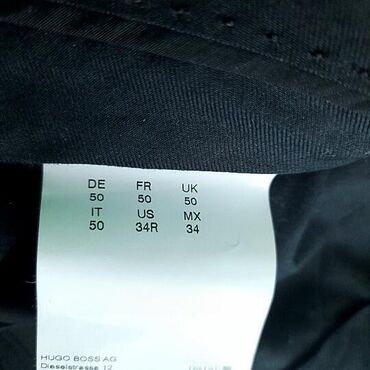 DE FR UK
50 50 50
IT US MX
50 34R 34
HUGO BOSS AG
Dieselstrasse 12